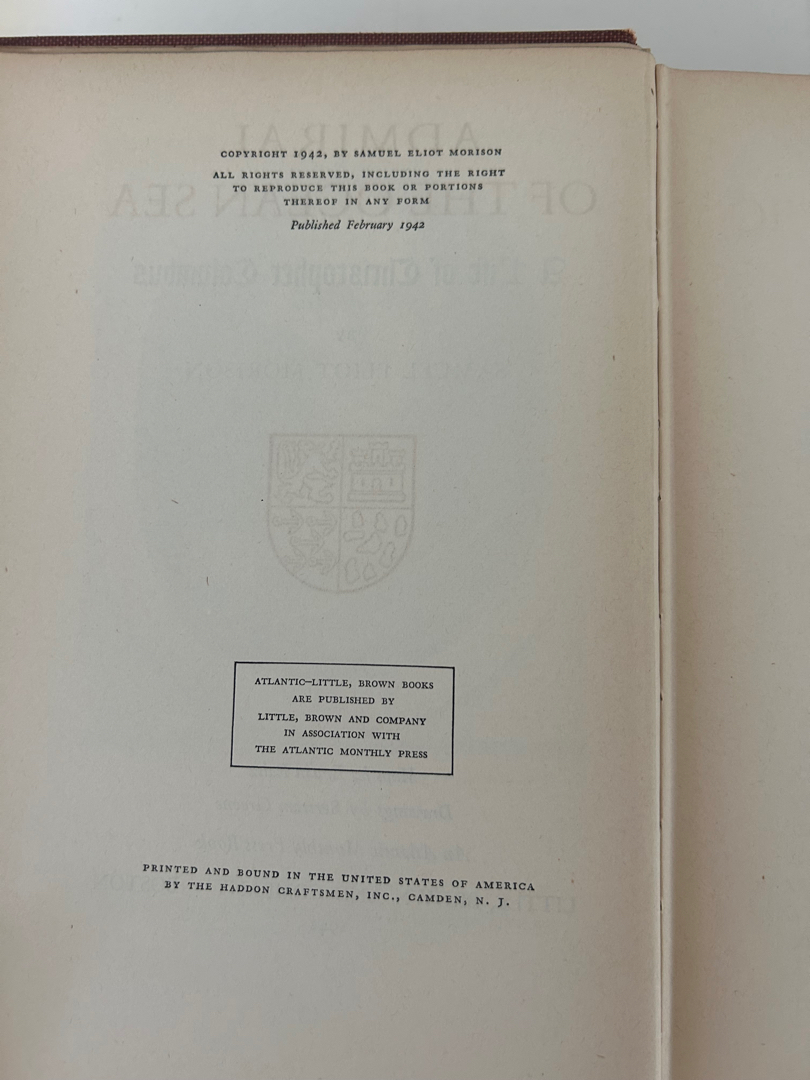 COPYRIGHT 1942, BY SAMUEL ELIOT MORISON
ALL RIGHTS RESERVED, INCLUDING THE RIGHT
TO REPRODUCE THIS BOOK OR PORTIONS
THEREOF IN ANY FORM
Published February 1942
ATLANTIC–LITTLE, BROWN BOOKS
ARE PUBLISHED BY
LITTLE, BROWN AND COMPANY
IN ASSOCIATION WITH
THE ATLANTIC MONTHLY PRESS
PRINTED AND BOUND IN THE UNITED STATES OF AMERICA
BY THE HADDON CRAFTSMEN, INC., CAMDEN, N. J.